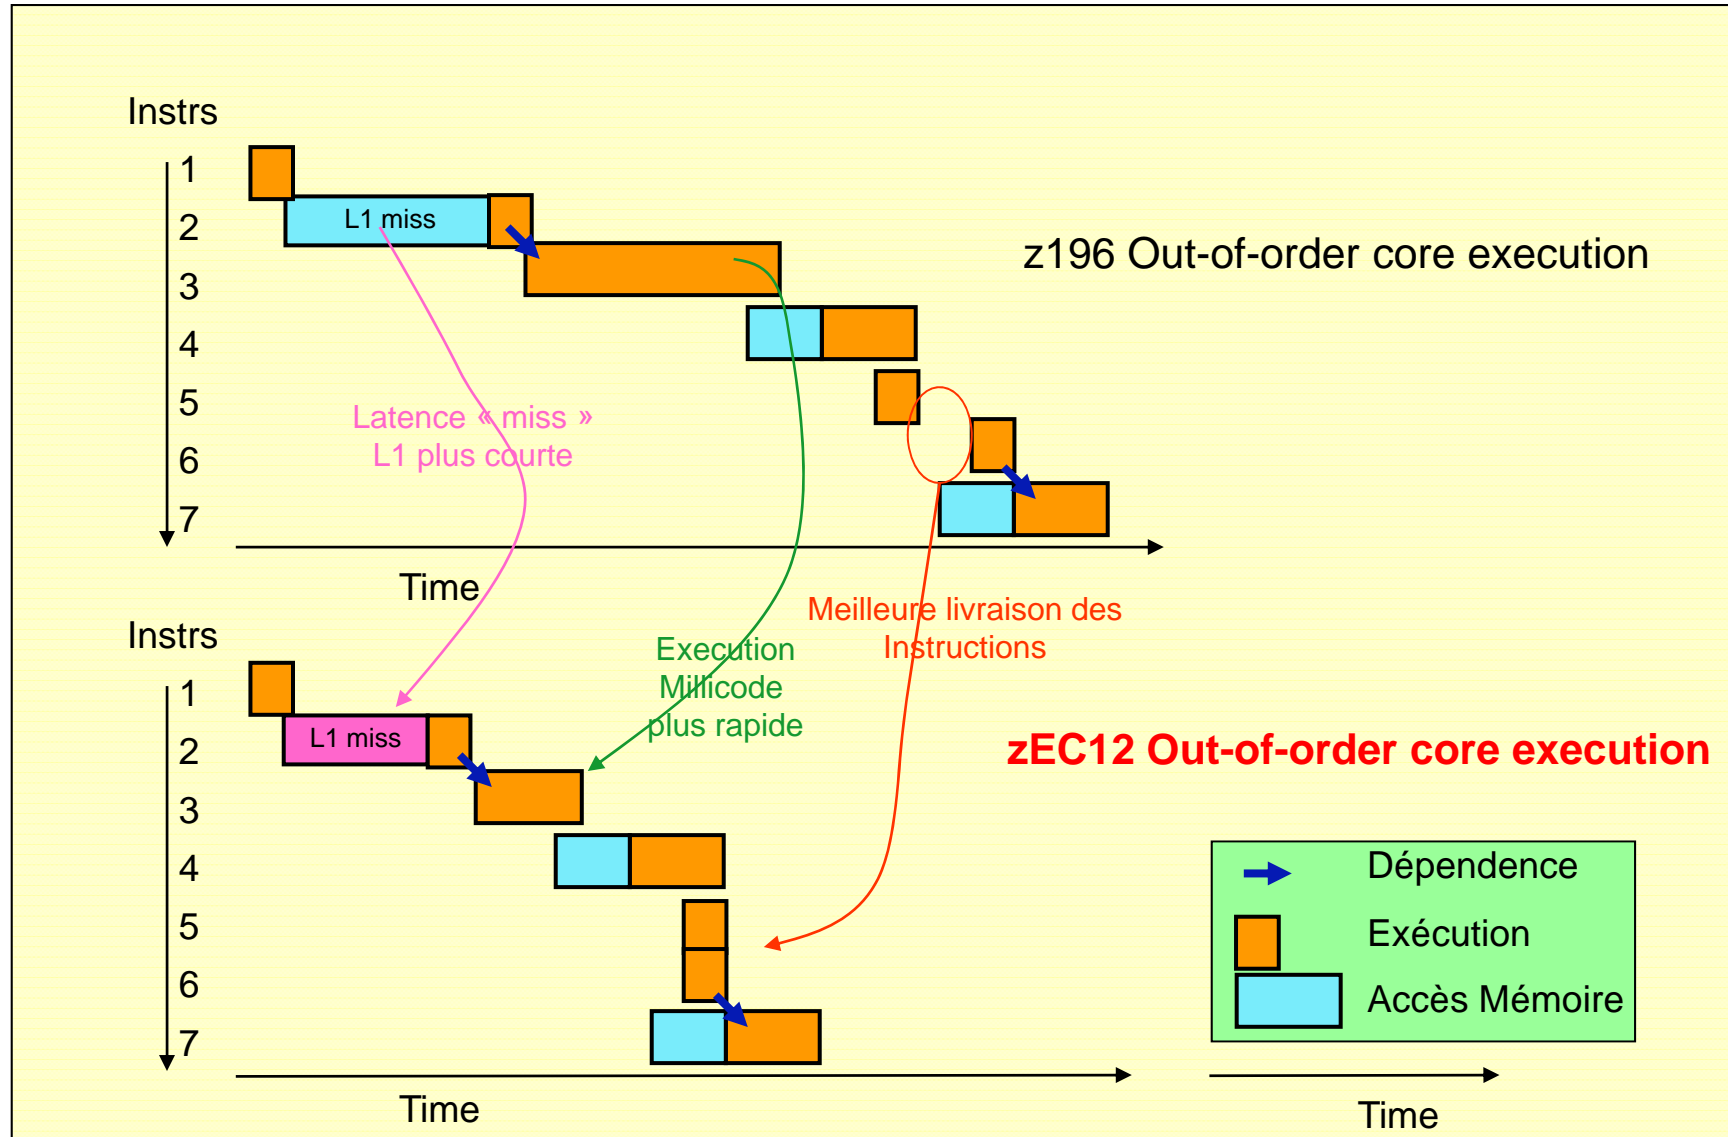 Instrs
1
2
3
4
5
6
7
L1 miss
z196 Out-of-order core execution
Latence « miss »
L1 plus courte
Time
Meilleure livraison des
Instructions
Execution
Millicode
plus rapide
Instrs
1
2
3
4
5
6
7
L1 miss
zEC12 Out-of-order core execution
Dépendence
Exécution
Accès Mémoire
Time
Time